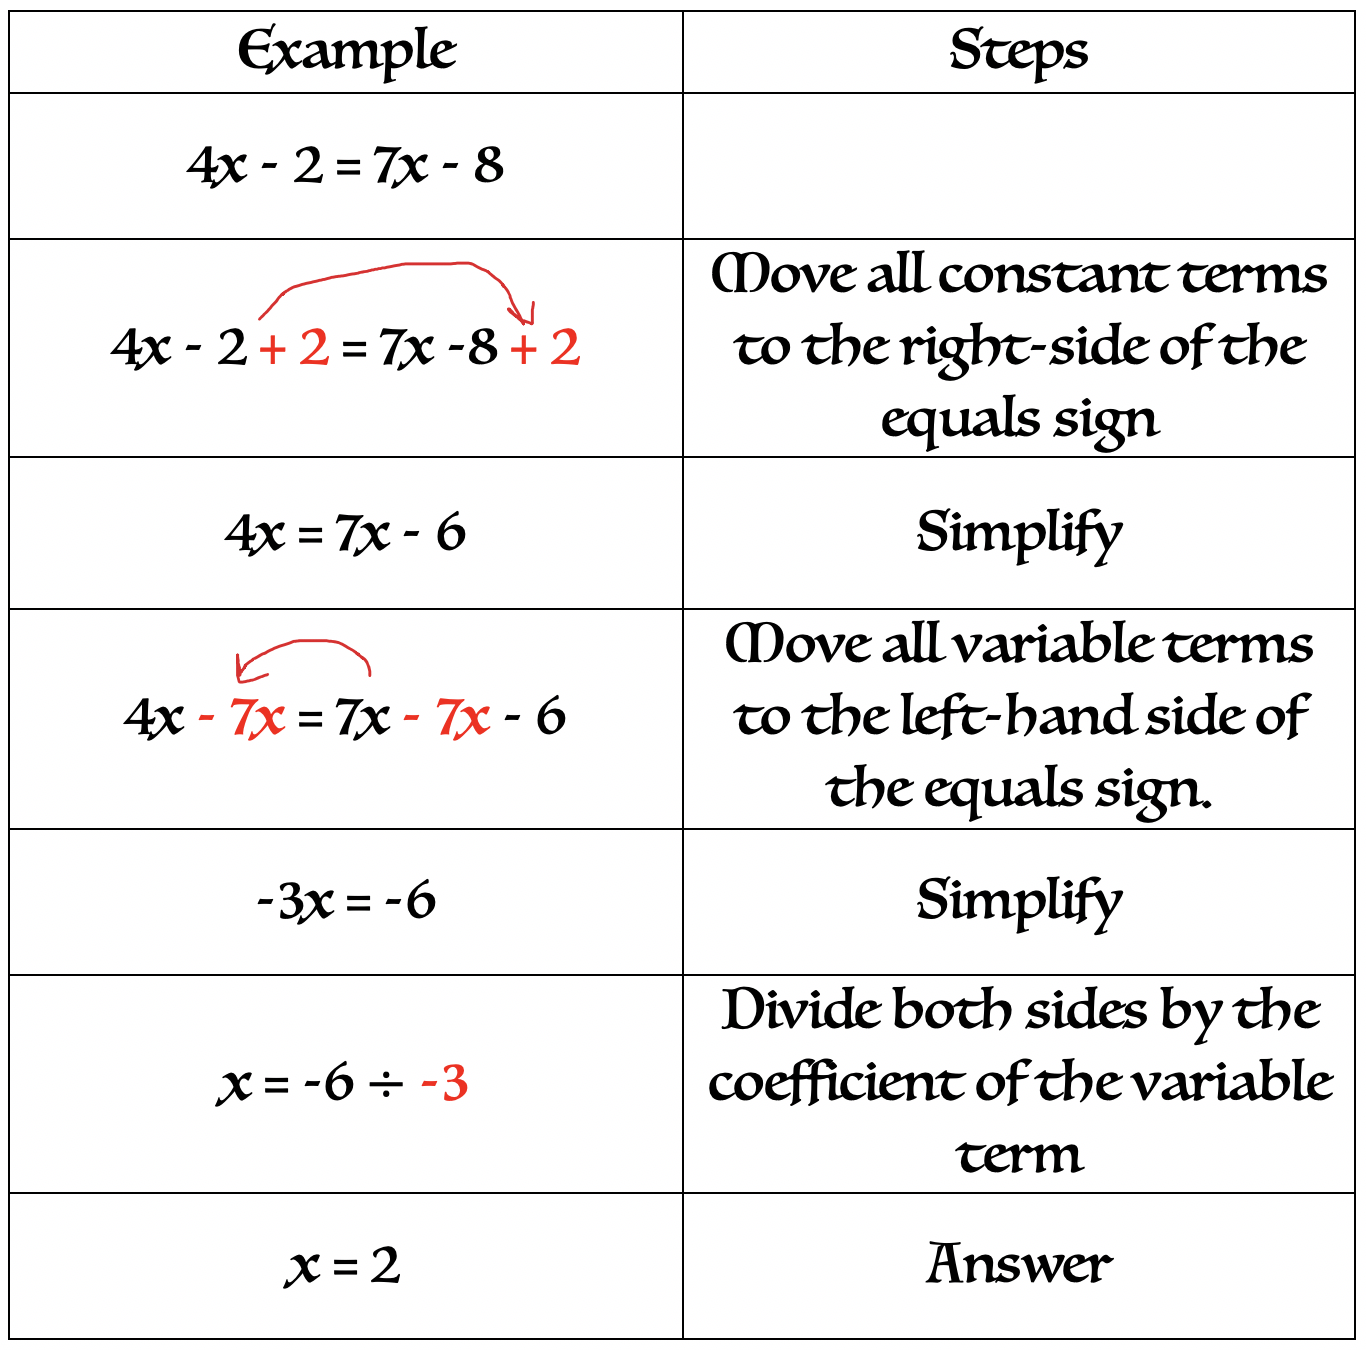 Example
Steps
4x - 2 = 7x - 8
4x - 2 + 2 = 7x -8 + 2
Move all constant terms
to the right-side of the
equals sign
4x = 7x - 6
Simplify
4x - 7x = 7x - 7x - 6
Move all variable terms
to the left-hand side of
the equals sign.
-3x = -6
Simplify
x = -6 ÷ -3
Divide both sides by the
coefficient of the variable
term
x = 2
Answer